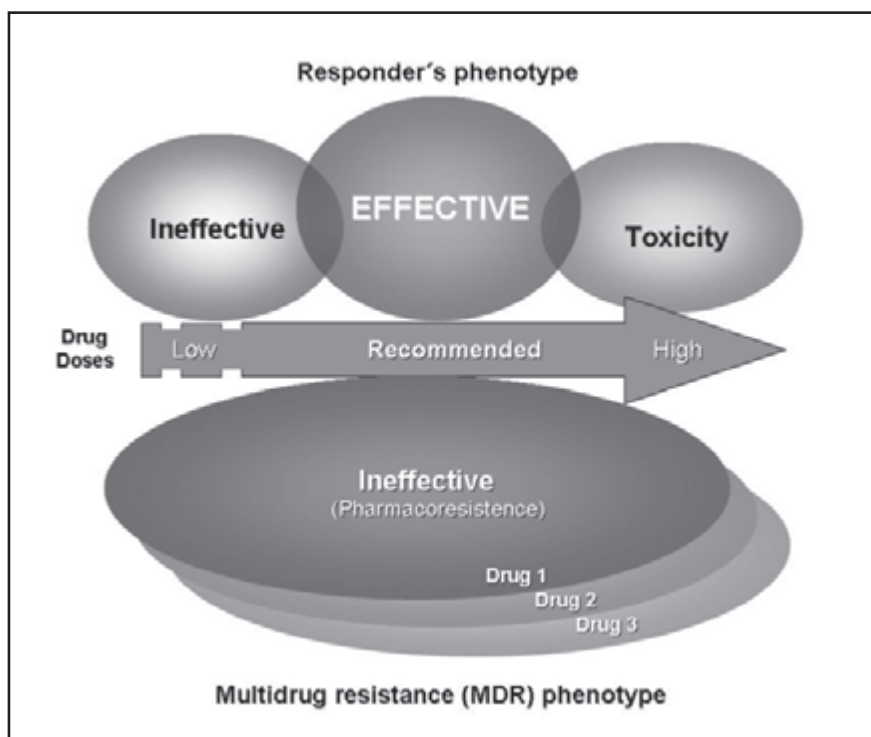 Responder´s phenotype
Ineffective
EFFECTIVE
Toxicity
Drug
Doses
Low
Recommended
High
Ineffective
(Pharmacoresistence)
Drug 1
Drug 2
Drug 3
Multidrug resistance (MDR) phenotype